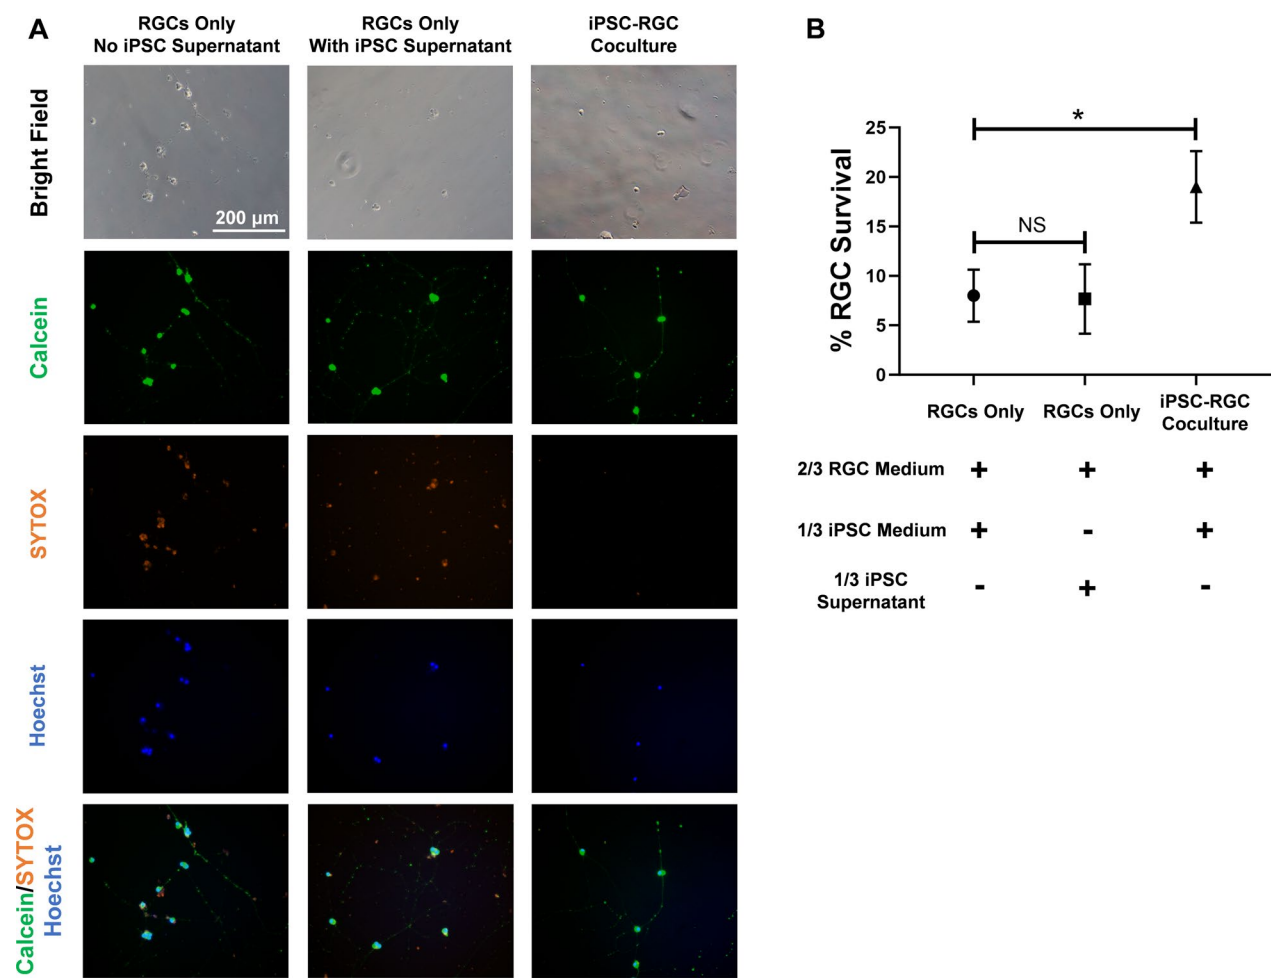 A
RGCs Only
No iPSC Supernatant
RGCs Only
With iPSC Supernatant
iPSC-RGC
Coculture
Bright Field
200 µm
Calcein
SYTOX
Hoechst
Calcein/SYTOX
Hoechst
B
% RGC Survival
25
20
15
10
5
0
*
NS
RGCs Only
RGCs Only
iPSC-RGC
Coculture
2/3 RGC Medium + + +
1/3 iPSC Medium + - +
1/3 iPSC
Supernatant - + -